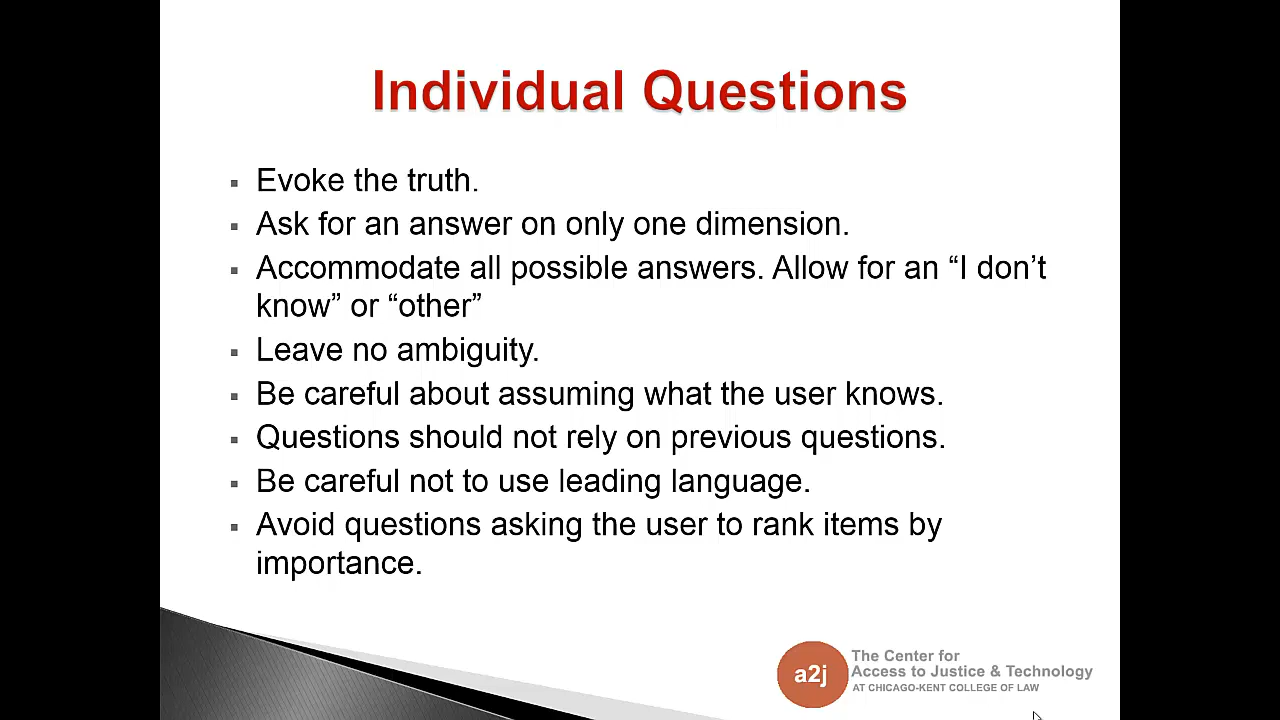 Individual Questions
Evoke the truth.
Ask for an answer on only one dimension.
Accommodate all possible answers. Allow for an “I don’t
know” or “other”
Leave no ambiguity.
Be careful about assuming what the user knows.
Questions should not rely on previous questions.
Be careful not to use leading language.
Avoid questions asking the user to rank items by
importance.
a2j
The Center for
Access to Justice & Technology
AT CHICAGO-KENT COLLEGE OF LAW